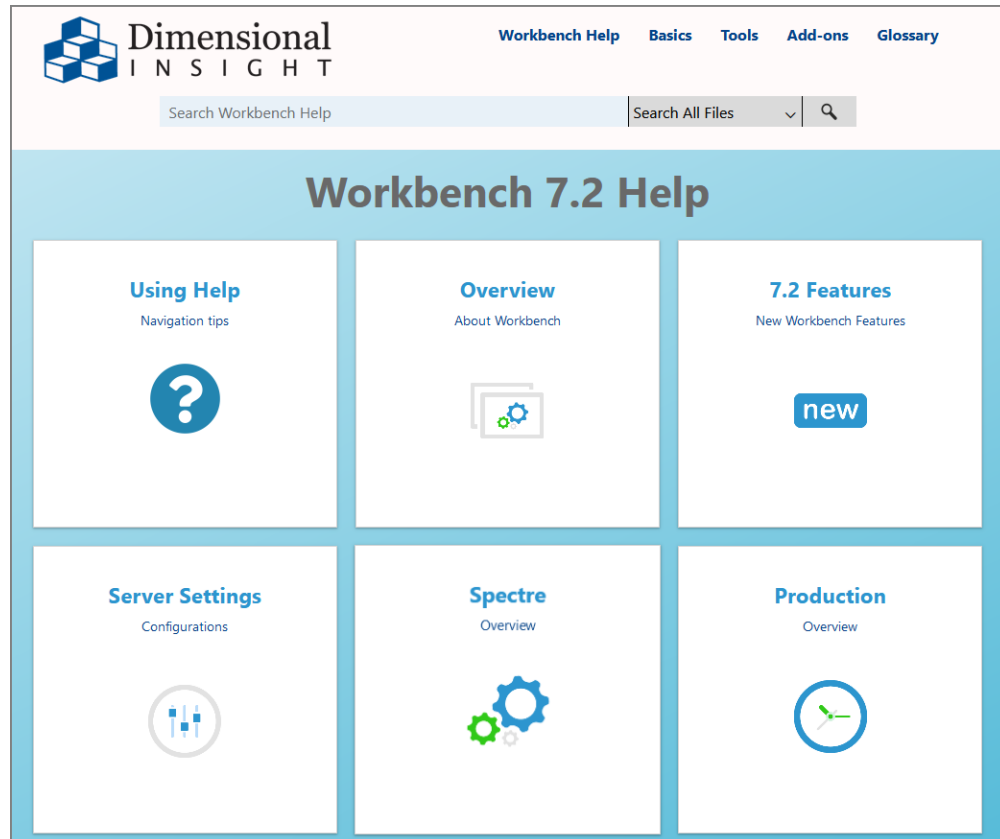 Dimensional
INSIGHT
Workbench Help Basics Tools Add-ons Glossary
Search Workbench Help
Search All Files
Workbench 7.2 Help
Using Help
Navigation tips
Overview
About Workbench
7.2 Features
New Workbench Features
new
Server Settings
Configurations
Spectre
Overview
Production
Overview